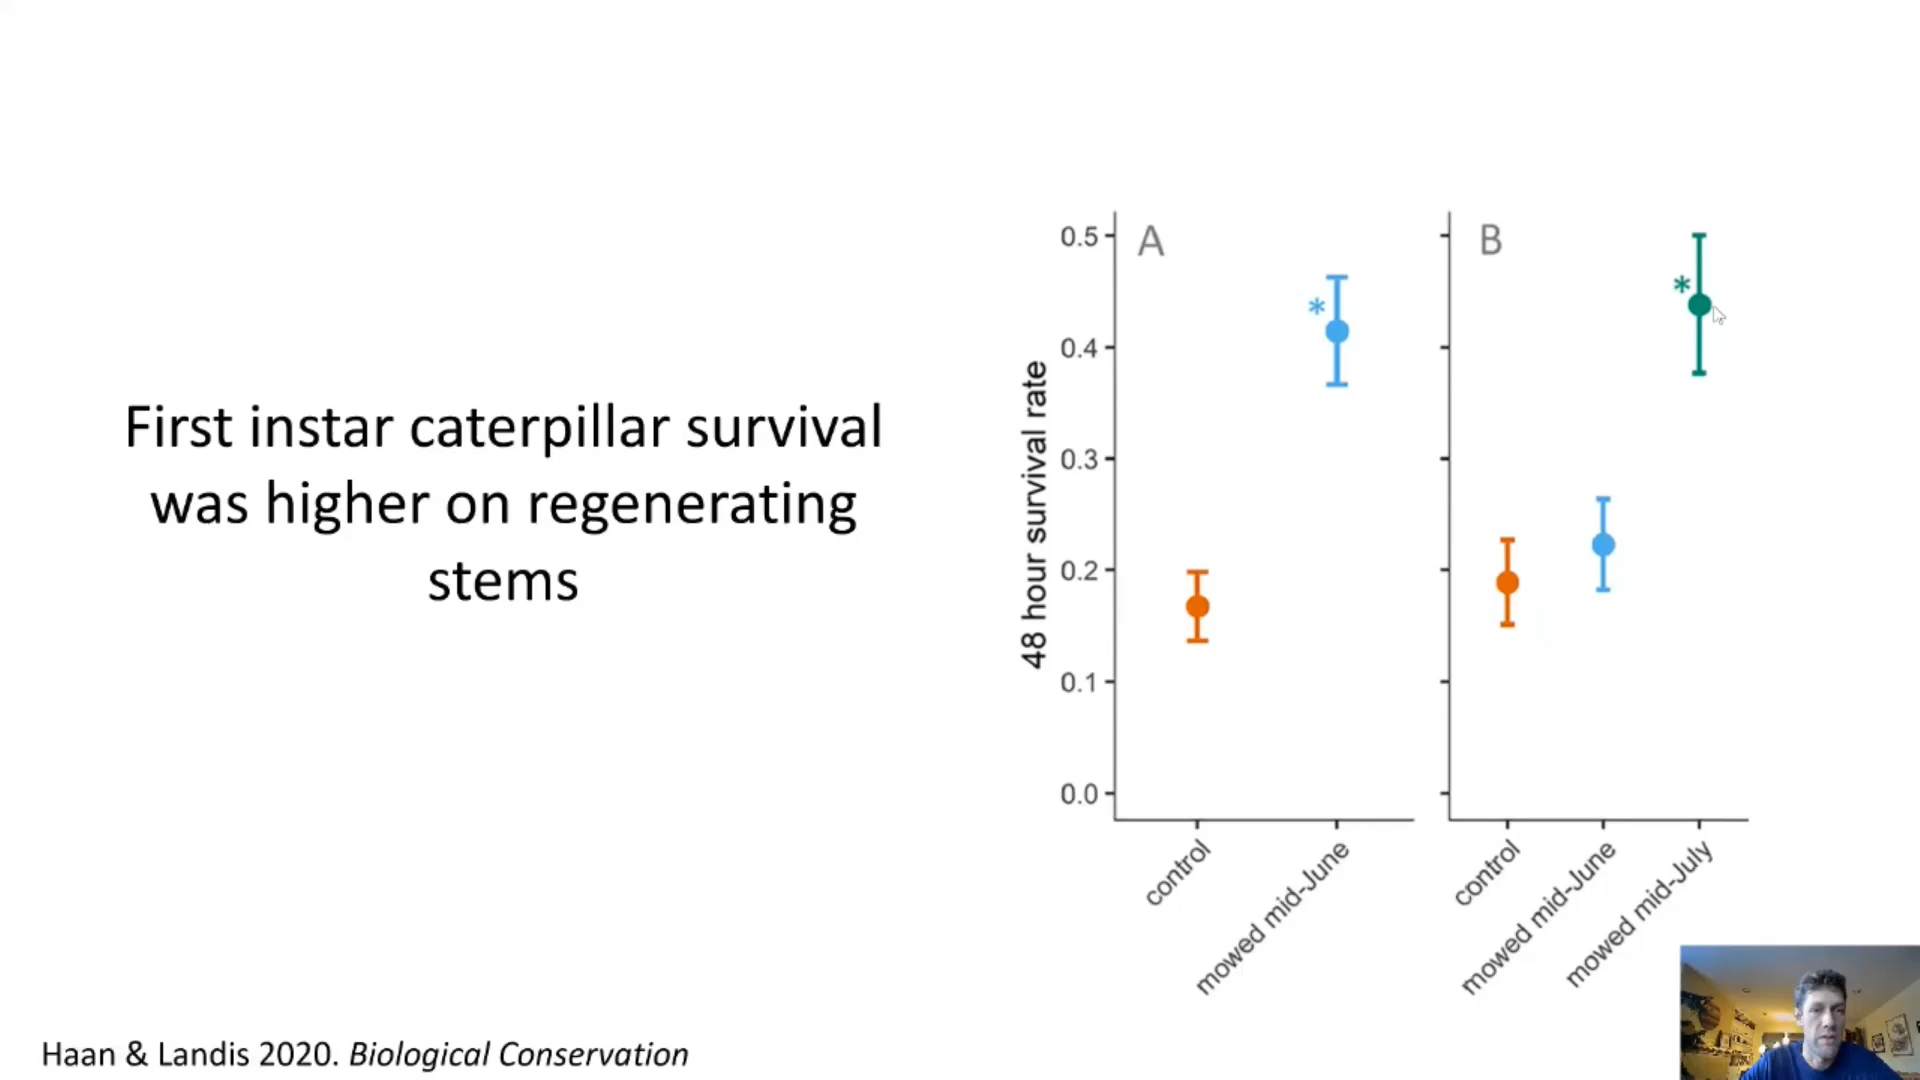 First instar caterpillar survival
was higher on regenerating
stems
A
B
*
*
48 hour survival rate
0.5
0.4
0.3
0.2
0.1
0.0
control
mowed mid-June
control
mowed mid-June
mowed mid-July
Haan & Landis 2020. Biological Conservation